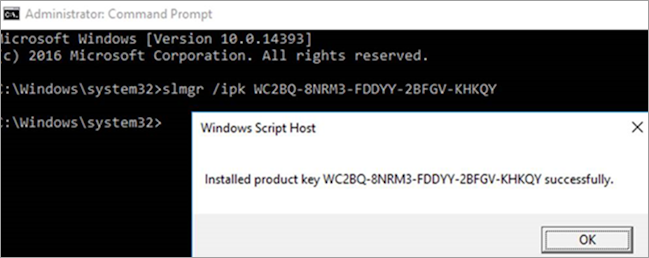 Administrator: Command Prompt
Microsoft Windows [Version 10.0.14393]
(c) 2016 Microsoft Corporation. All rights reserved.
C:\Windows\system32>slmgr /ipk WC2BQ-8NRM3-FDDYY-2BFGV-KHKQY
C:\Windows\system32>
Windows Script Host
Installed product key WC2BQ-8NRM3-FDDYY-2BFGV-KHKQY successfully.
OK